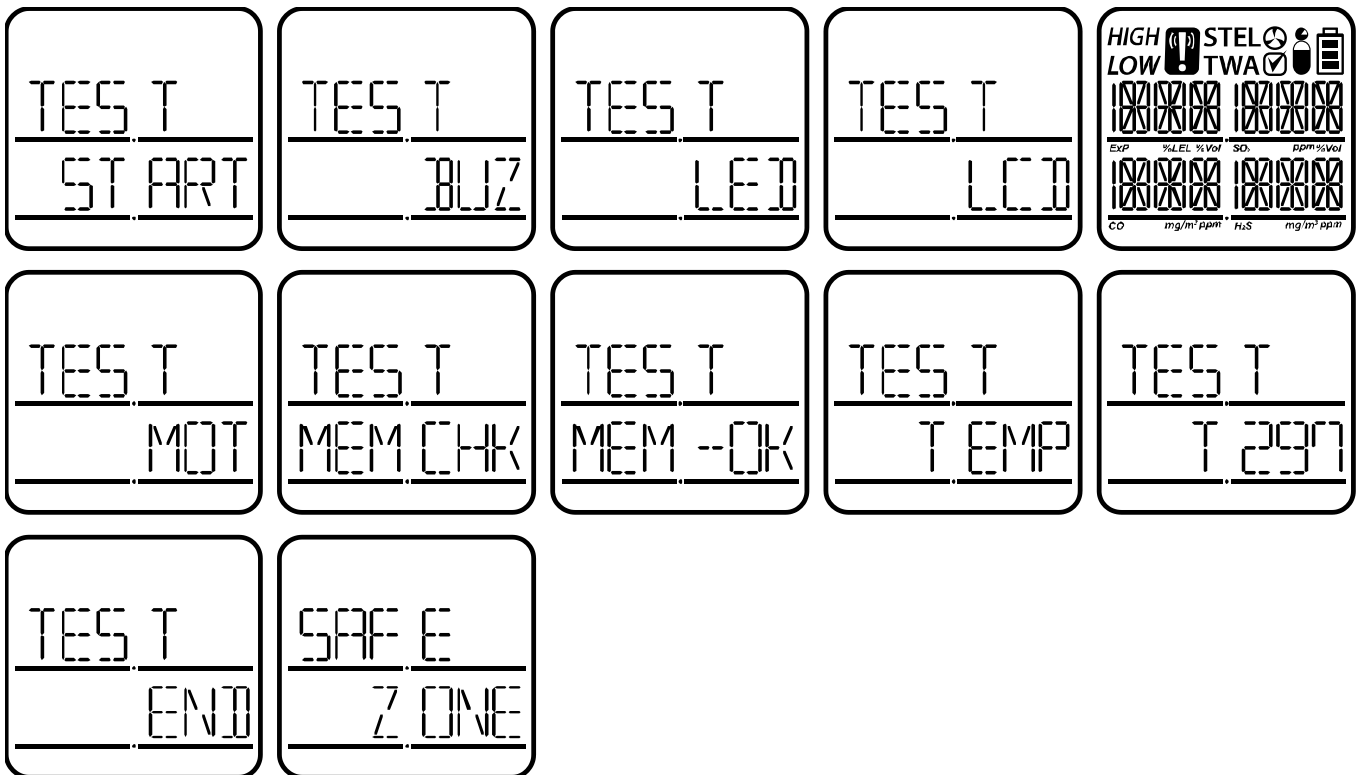 TEST
START
TEST
BUZ
TEST
LED
TEST
LCD
HIGH STEL
LOW TWA
ExP %LEL %Vol SO₂ ppm %Vol
CO mg/m³ ppm H₂S mg/m³ ppm
TEST
MOT
TEST
MEM CHK
TEST
MEM -OK
TEST
TEMP
TEST
T 297
TEST
END
SAFE
ZONE